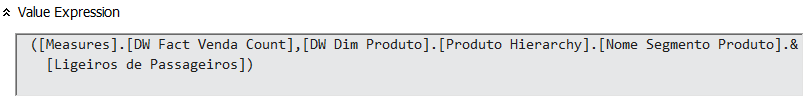 Value Expression
([Measures].[DW Fact Venda Count],[DW Dim Produto].[Produto Hierarchy].[Nome Segmento Produto].&
[Ligeiros de Passageiros])